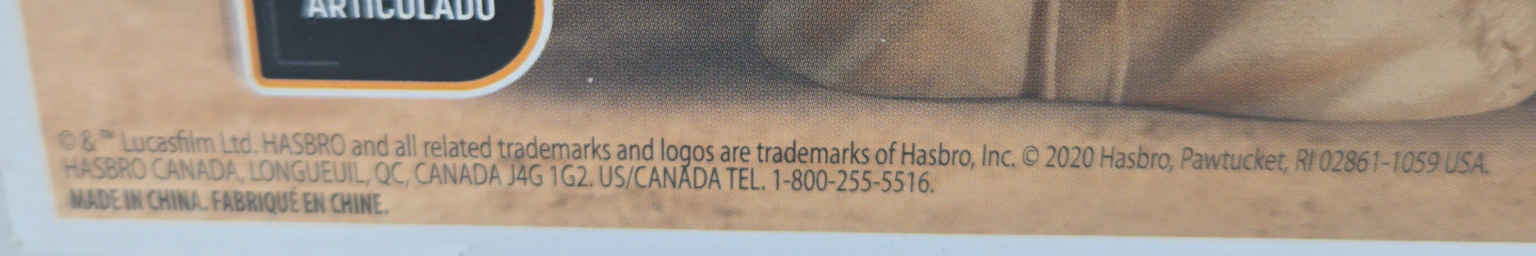 ARTICULADO
© & ™ Lucasfilm Ltd. HASBRO and all related trademarks and logos are trademarks of Hasbro, Inc. © 2020 Hasbro, Pawtucket, RI 02861-1059 USA.
HASBRO CANADA, LONGUEUIL, QC, CANADA J4G 1G2. US/CANADA TEL. 1-800-255-5516.
MADE IN CHINA. FABRIQUÉ EN CHINE.